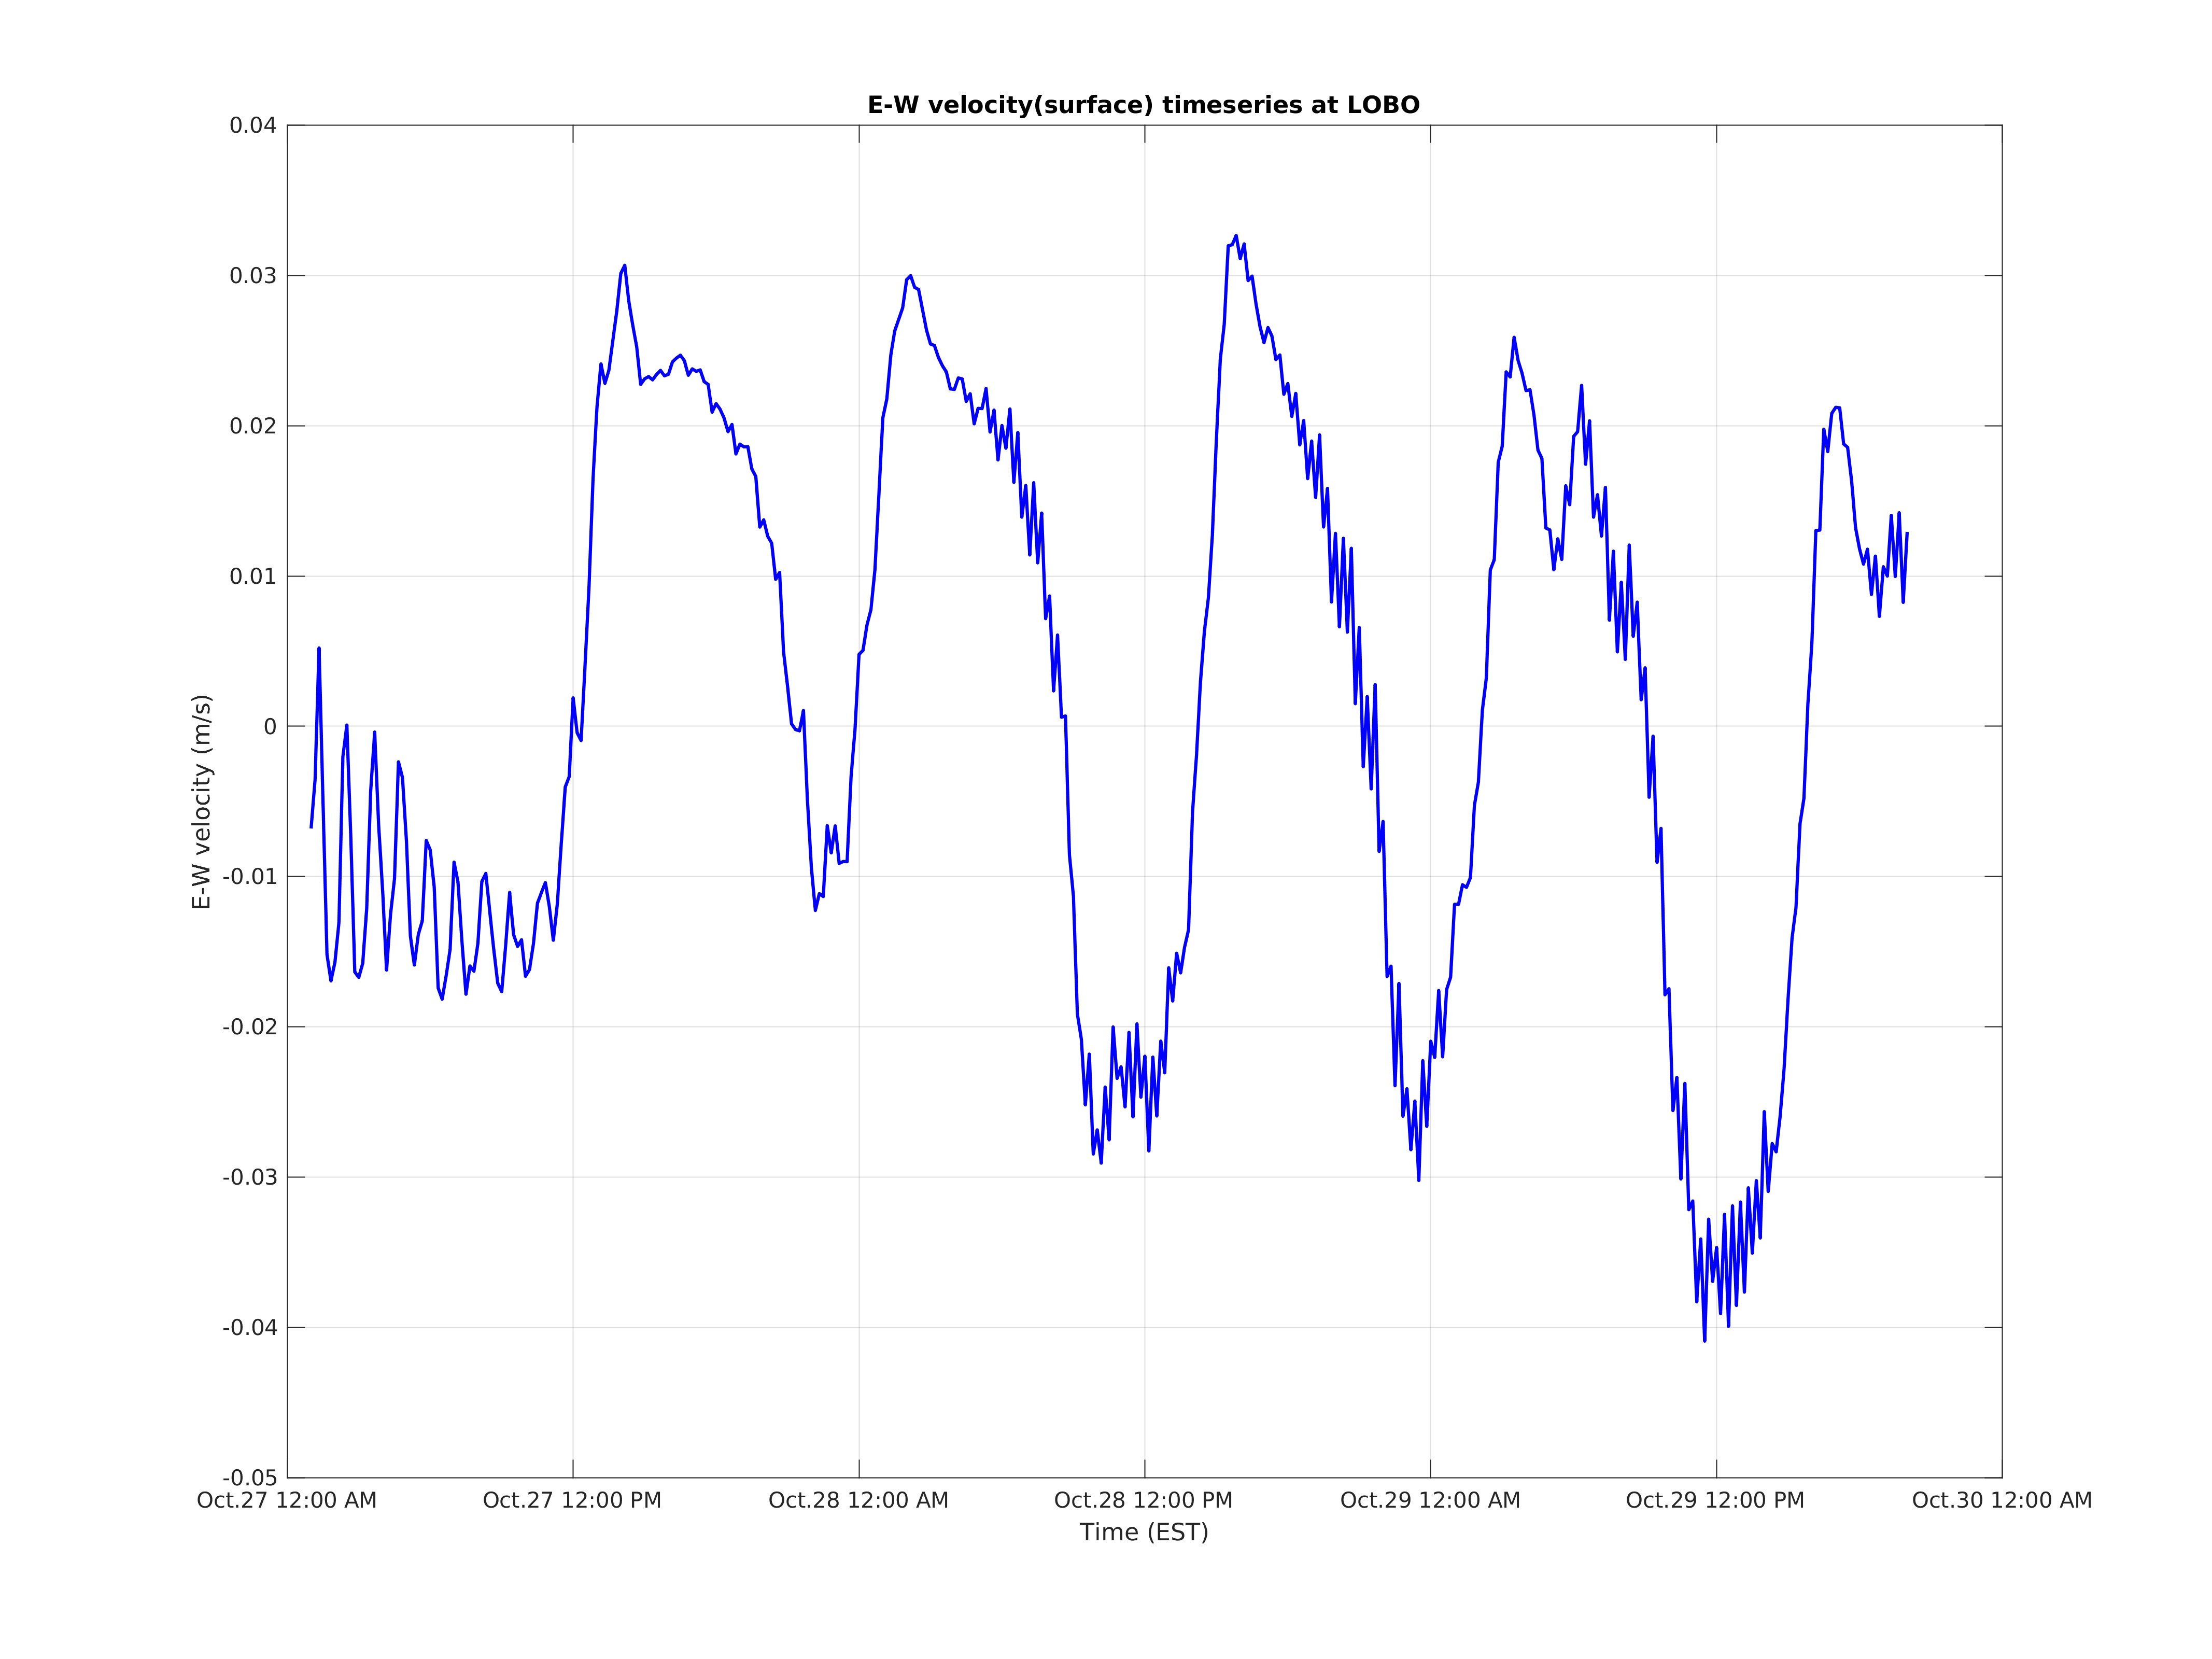 E-W velocity(surface) timeseries at LOBO
0.04
0.03
0.02
0.01
0
-0.01
-0.02
-0.03
-0.04
-0.05
E-W velocity (m/s)
Oct.27 12:00 AM
Oct.27 12:00 PM
Oct.28 12:00 AM
Oct.28 12:00 PM
Oct.29 12:00 AM
Oct.29 12:00 PM
Oct.30 12:00 AM
Time (EST)